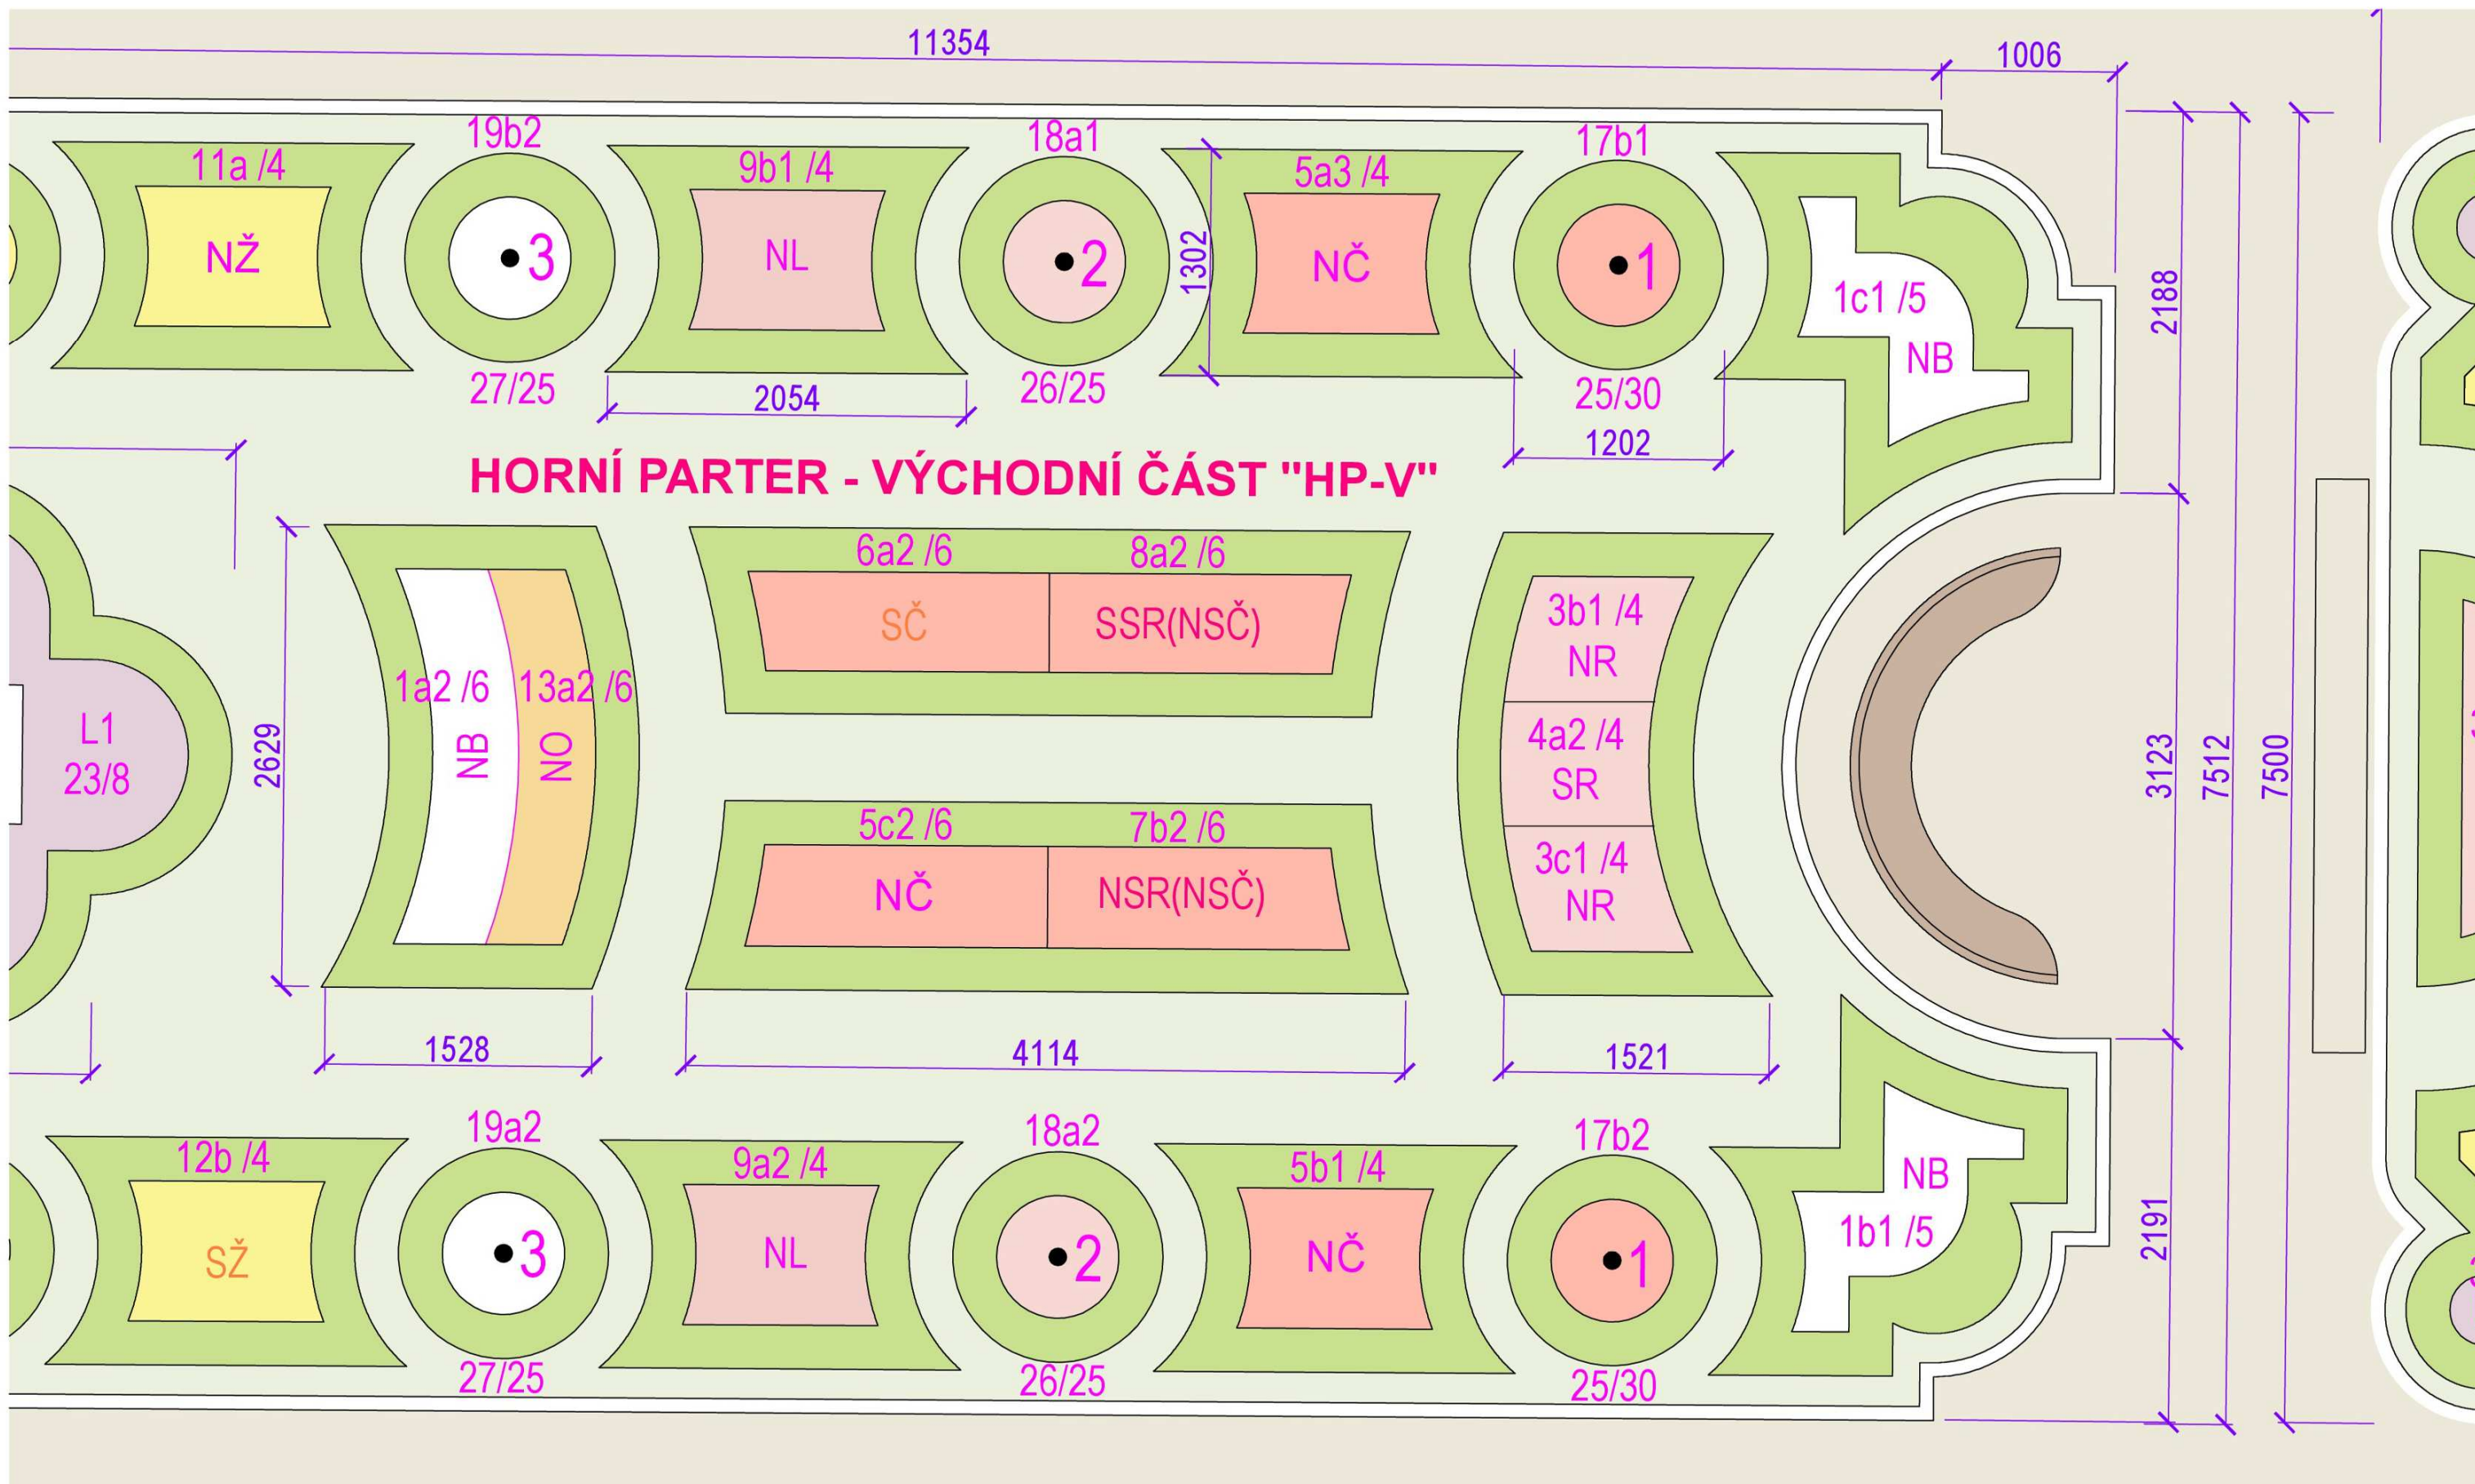 11354
1006
19b2
18a1
17b1
11a /4
9b1 /4
5a3 /4
NŽ
3
NL
2
1302
NČ
1
1c1 /5
NB
2188
27/25
2054
26/25
25/30
1202
HORNÍ PARTER - VÝCHODNÍ ČÁST "HP-V"
6a2 /6
8a2 /6
SČ
SSR(NSČ)
3b1 /4
NR
1a2 /6
13a2 /6
NB
NO
L1
23/8
2629
4a2 /4
SR
3123
7512
7500
5c2 /6
7b2 /6
NČ
NSR(NSČ)
3c1 /4
NR
1528
4114
1521
19a2
18a2
17b2
12b /4
9a2 /4
5b1 /4
NB
1b1 /5
SŽ
3
NL
2
NČ
1
2191
27/25
26/25
25/30